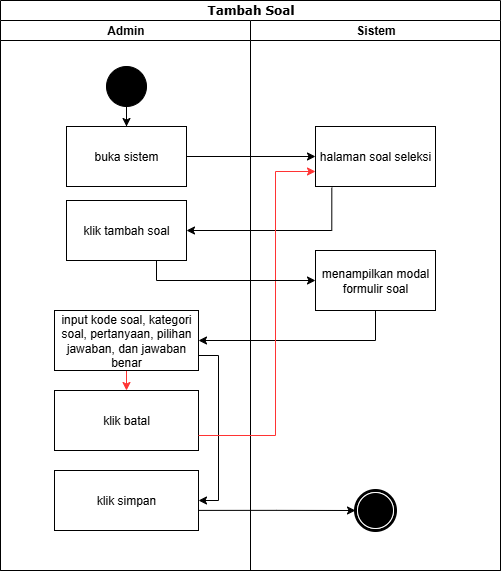 Tambah Soal
Admin
Sistem
buka sistem
halaman soal seleksi
klik tambah soal
menampilkan modal
formulir soal
input kode soal, kategori
soal, pertanyaan, pilihan
jawaban, dan jawaban
benar
klik batal
klik simpan